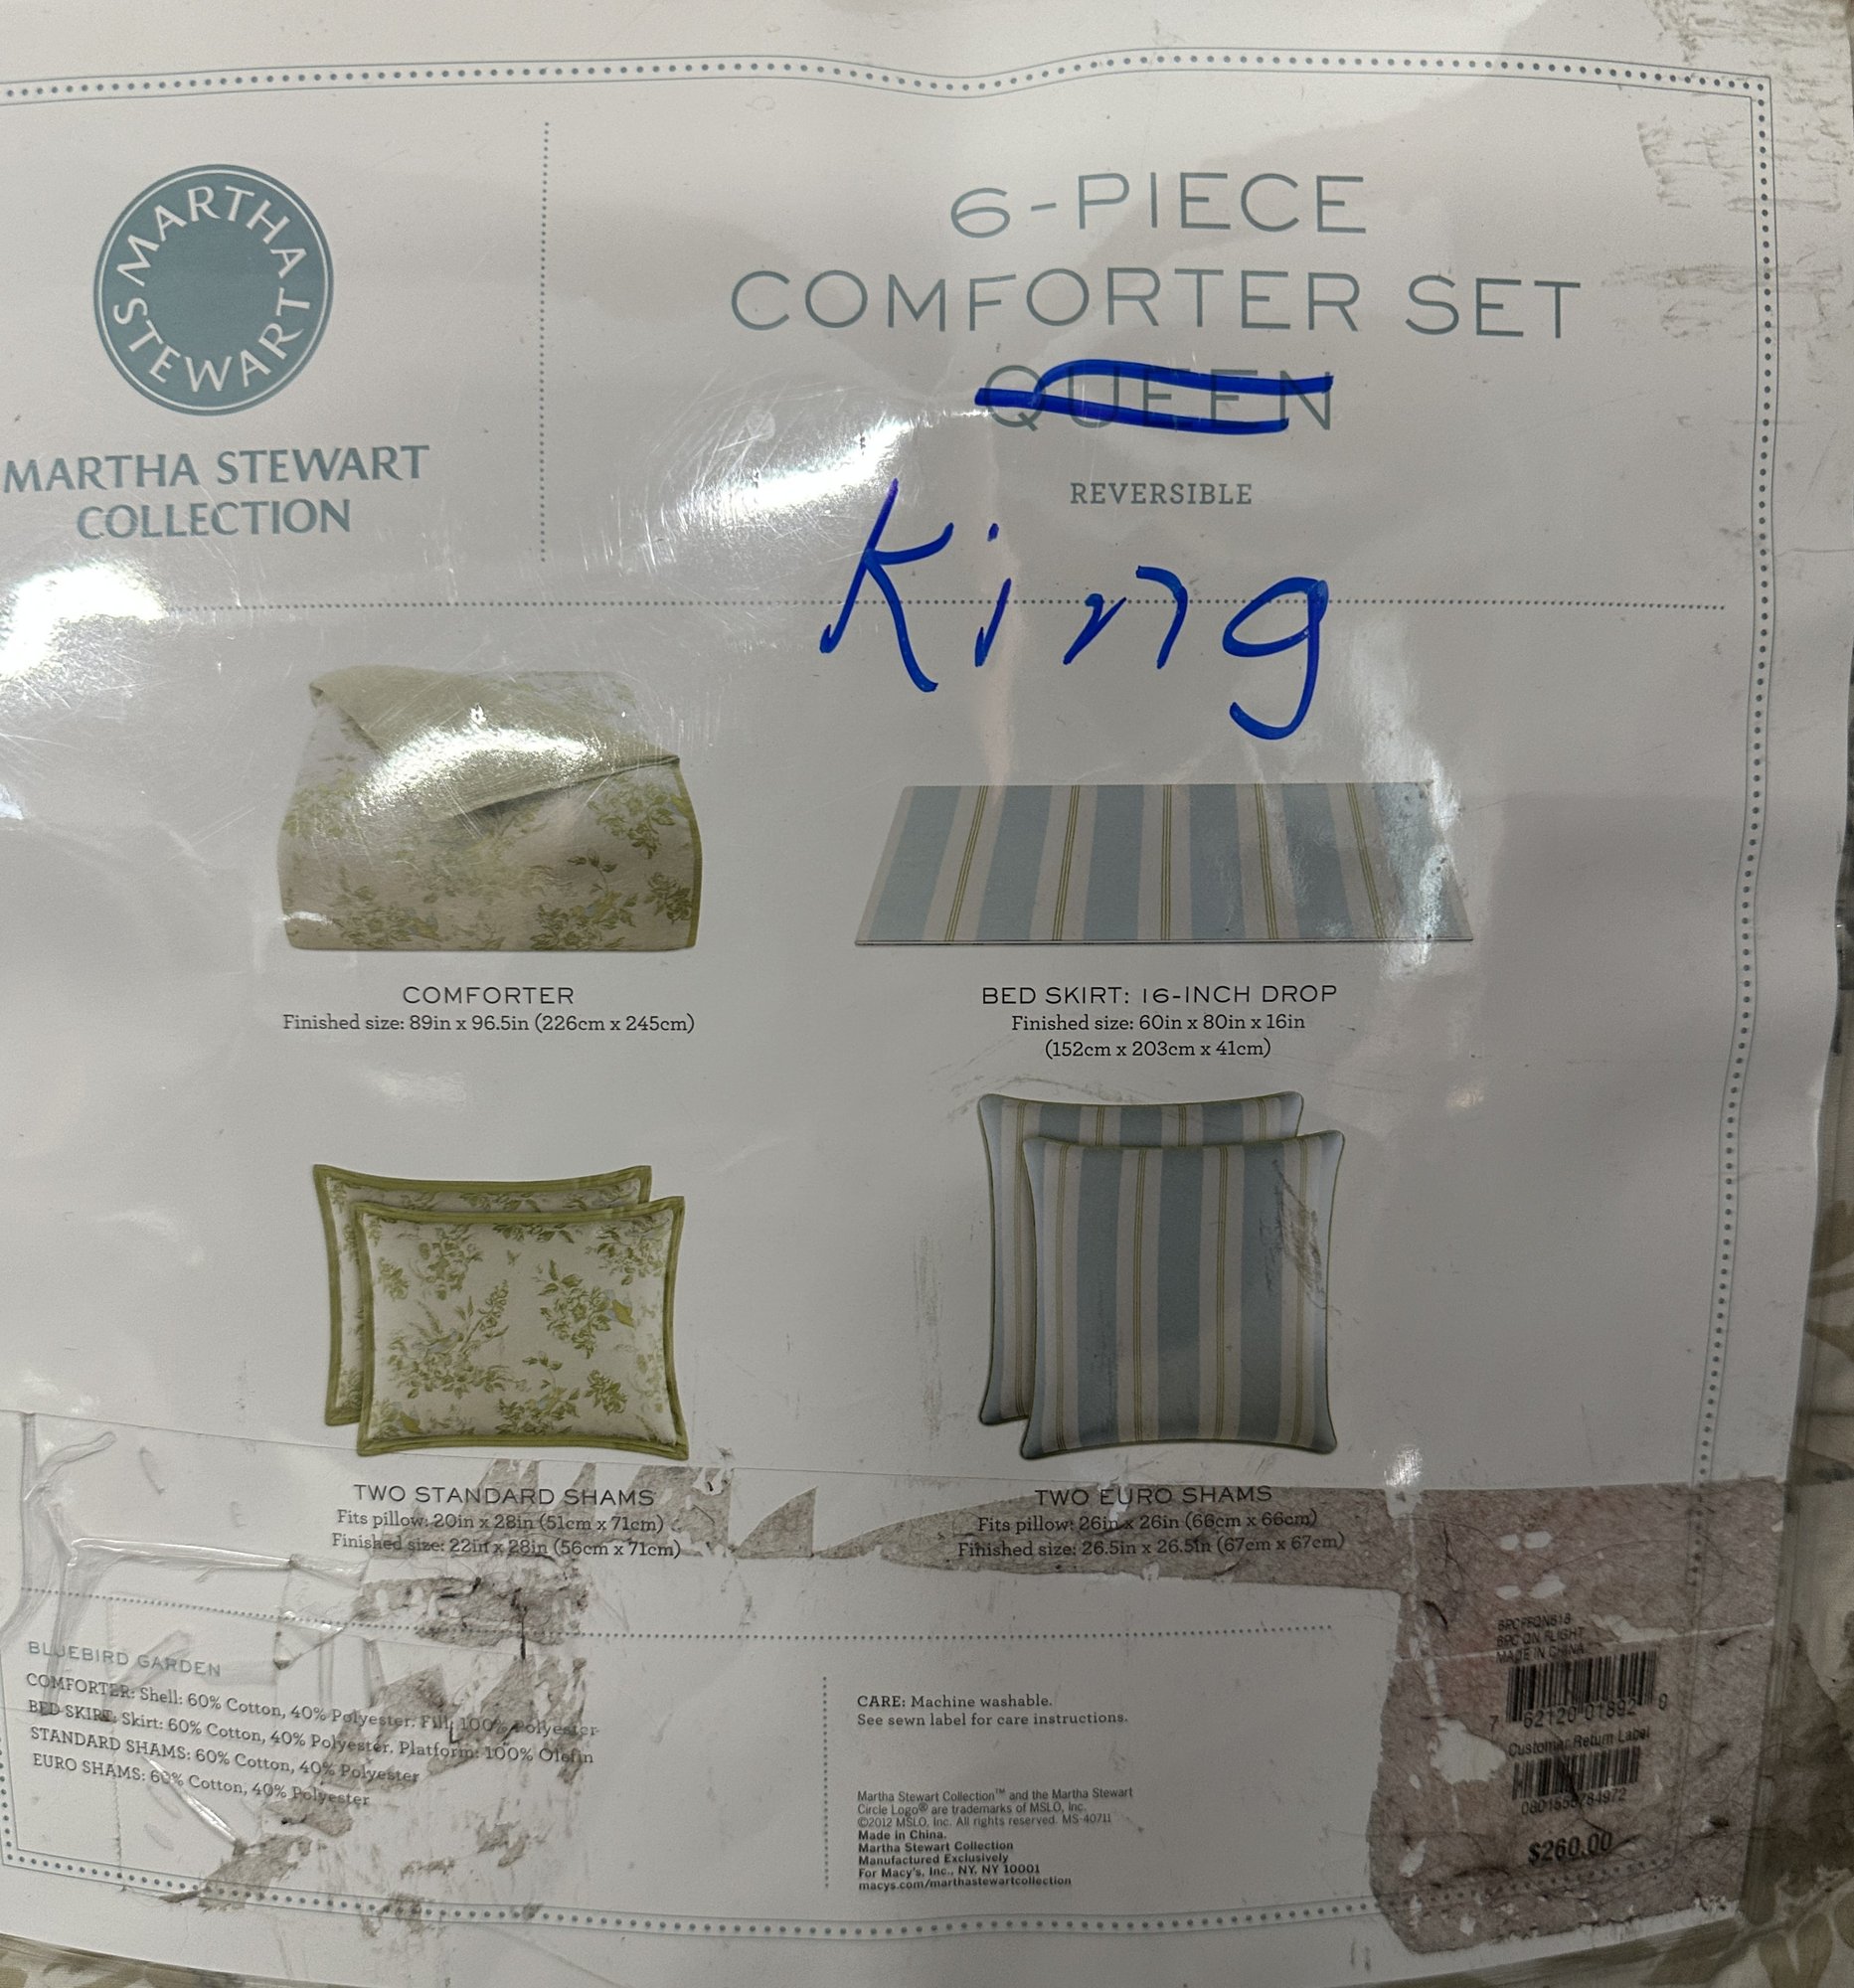 MARTHA STEWART
MARTHA STEWART
COLLECTION
6-PIECE
COMFORTER SET
QUEEN
REVERSIBLE
King
COMFORTER
Finished size: 89in x 96.5in (226cm x 245cm)
BED SKIRT: 16-INCH DROP
Finished size: 60in x 80in x 16in
(152cm x 203cm x 41cm)
TWO STANDARD SHAMS
Fits pillow: 20in x 28in (51cm x 71cm)
Finished size: 22in x 28in (56cm x 71cm)
TWO EURO SHAMS
Fits pillow: 26in x 26in (66cm x 66cm)
Finished size: 26.5in x 26.5in (67cm x 67cm)
BLUEBIRD GARDEN
COMFORTER: Shell: 60% Cotton, 40% Polyester. Fill: 100% Polyester
BED SKIRT: Skirt: 60% Cotton, 40% Polyester. Platform: 100% Olefin
STANDARD SHAMS: 60% Cotton, 40% Polyester
EURO SHAMS: 60% Cotton, 40% Polyester
CARE: Machine washable.
See sewn label for care instructions.
Martha Stewart Collection™ and the Martha Stewart
Circle Logo® are trademarks of MSLO, Inc.
©2012 MSLO, Inc. All rights reserved. MS-40711
Made in China.
Martha Stewart Collection
Manufactured Exclusively
For Macy's, Inc., NY, NY 10001
macys.com/marthastewartcollection
MADE IN CHINA
7 62120 01892 0
Customer Return Label
$260.00